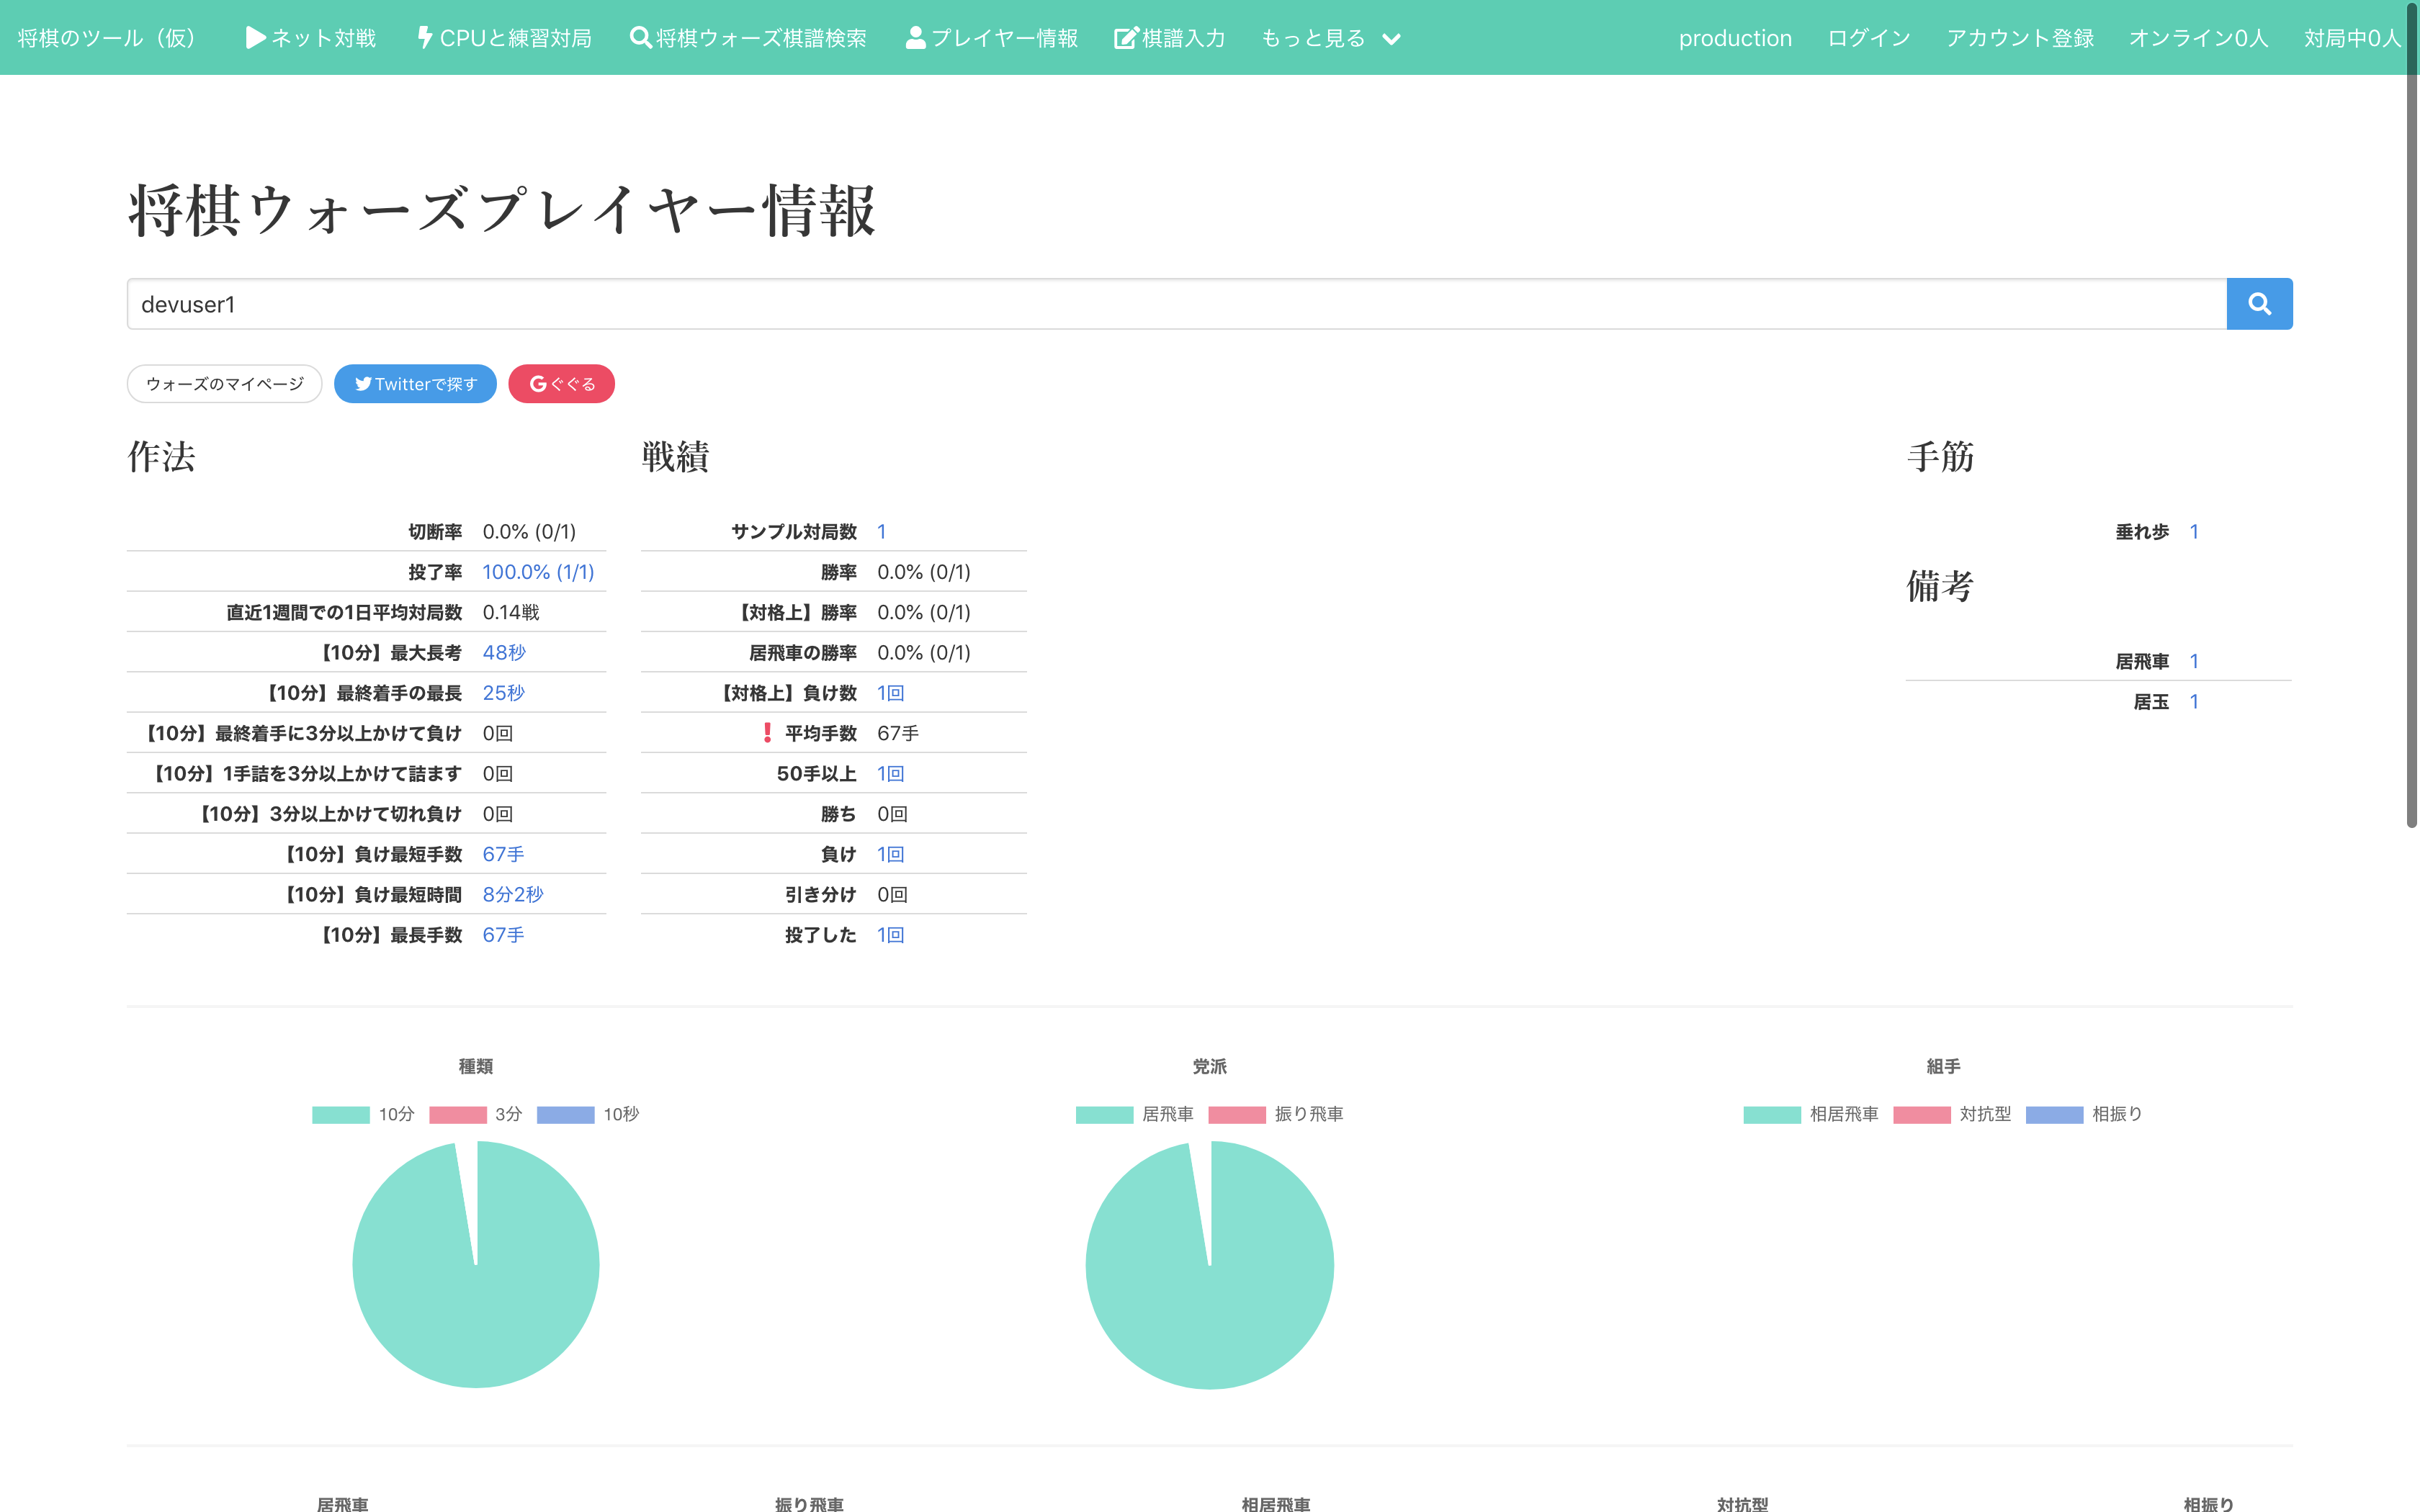 将棋のツール（仮） ネット対戦 CPUと練習対局 将棋ウォーズ棋譜検索 プレイヤー情報 棋譜入力 もっと見る production ログイン アカウント登録 オンライン0人 対局中0人
将棋ウォーズプレイヤー情報
devuser1
ウォーズのマイページ Twitterで探す ぐぐる
作法
切断率 0.0% (0/1)
投了率 100.0% (1/1)
直近1週間での1日平均対局数 0.14戦
【10分】最大長考 48秒
【10分】最終着手の最長 25秒
【10分】最終着手に3分以上かけて負け 0回
【10分】1手詰を3分以上かけて詰ます 0回
【10分】3分以上かけて切れ負け 0回
【10分】負け最短手数 67手
【10分】負け最短時間 8分2秒
【10分】最長手数 67手
戦績
サンプル対局数 1
勝率 0.0% (0/1)
【対格上】勝率 0.0% (0/1)
居飛車の勝率 0.0% (0/1)
【対格上】負け数 1回
平均手数 67手
50手以上 1回
勝ち 0回
負け 1回
引き分け 0回
投了した 1回
手筋
垂れ歩 1
備考
居飛車 1
居玉 1
種類
10分 3分 10秒
党派
居飛車 振り飛車
組手
相居飛車 対抗型 相振り
居飛車 振り飛車 相居飛車 対抗型 相振り